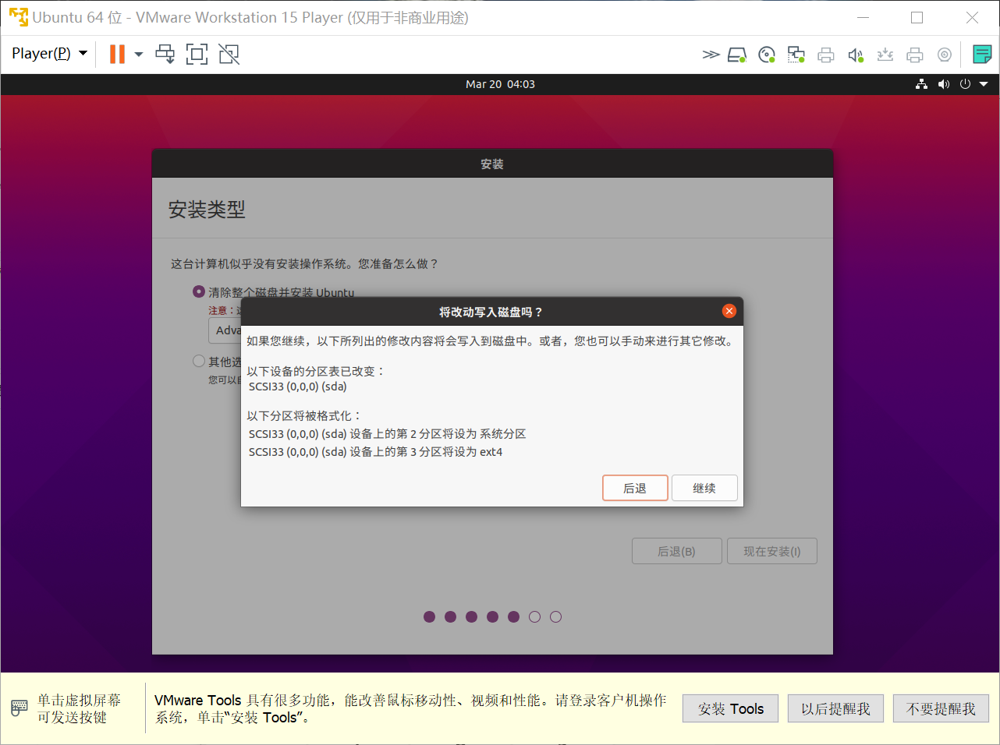 Ubuntu 64 位 - VMware Workstation 15 Player (仅用于非商业用途)
Player(P)
Mar 20 04:03
安装
安装类型
这台计算机似乎没有安装操作系统。您准备怎么做？
清除整个磁盘并安装 Ubuntu
注意：
Adva
其他选
您可以
将改动写入磁盘吗？
如果您继续，以下所列出的修改内容将会写入到磁盘中。或者，您也可以手动来进行其它修改。
以下设备的分区表已改变：
SCSI33 (0,0,0) (sda)
以下分区将被格式化：
SCSI33 (0,0,0) (sda) 设备上的第 2 分区将设为 系统分区
SCSI33 (0,0,0) (sda) 设备上的第 3 分区将设为 ext4
后退
继续
后退(B)
现在安装(I)
单击虚拟屏幕
可发送按键
VMware Tools 具有很多功能，能改善鼠标移动性、视频和性能。请登录客户机操作
系统，单击“安装 Tools”。
安装 Tools
以后提醒我
不要提醒我